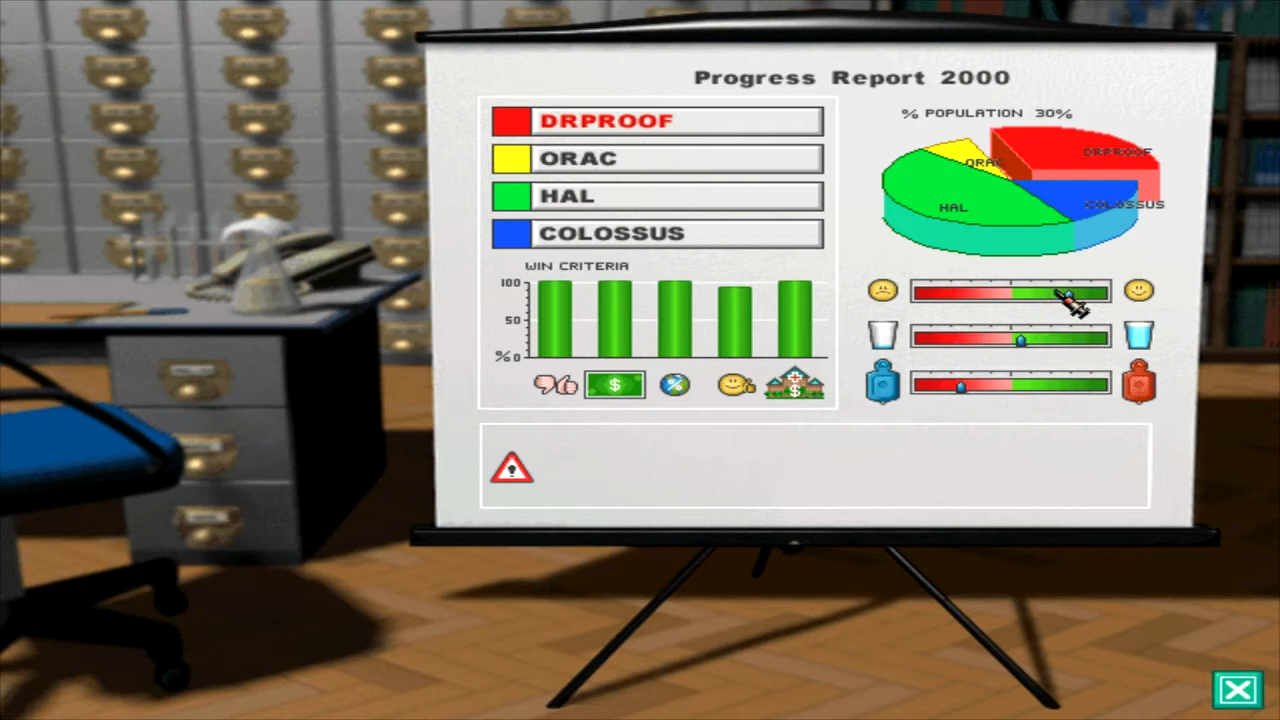 Progress Report 2000
DRPROOF
ORAC
HAL
COLOSSUS
WIN CRITERIA
100
50
% 0
$
%
$
% POPULATION 30%
DRPROOF
ORAC
HAL
COLOSSUS
!